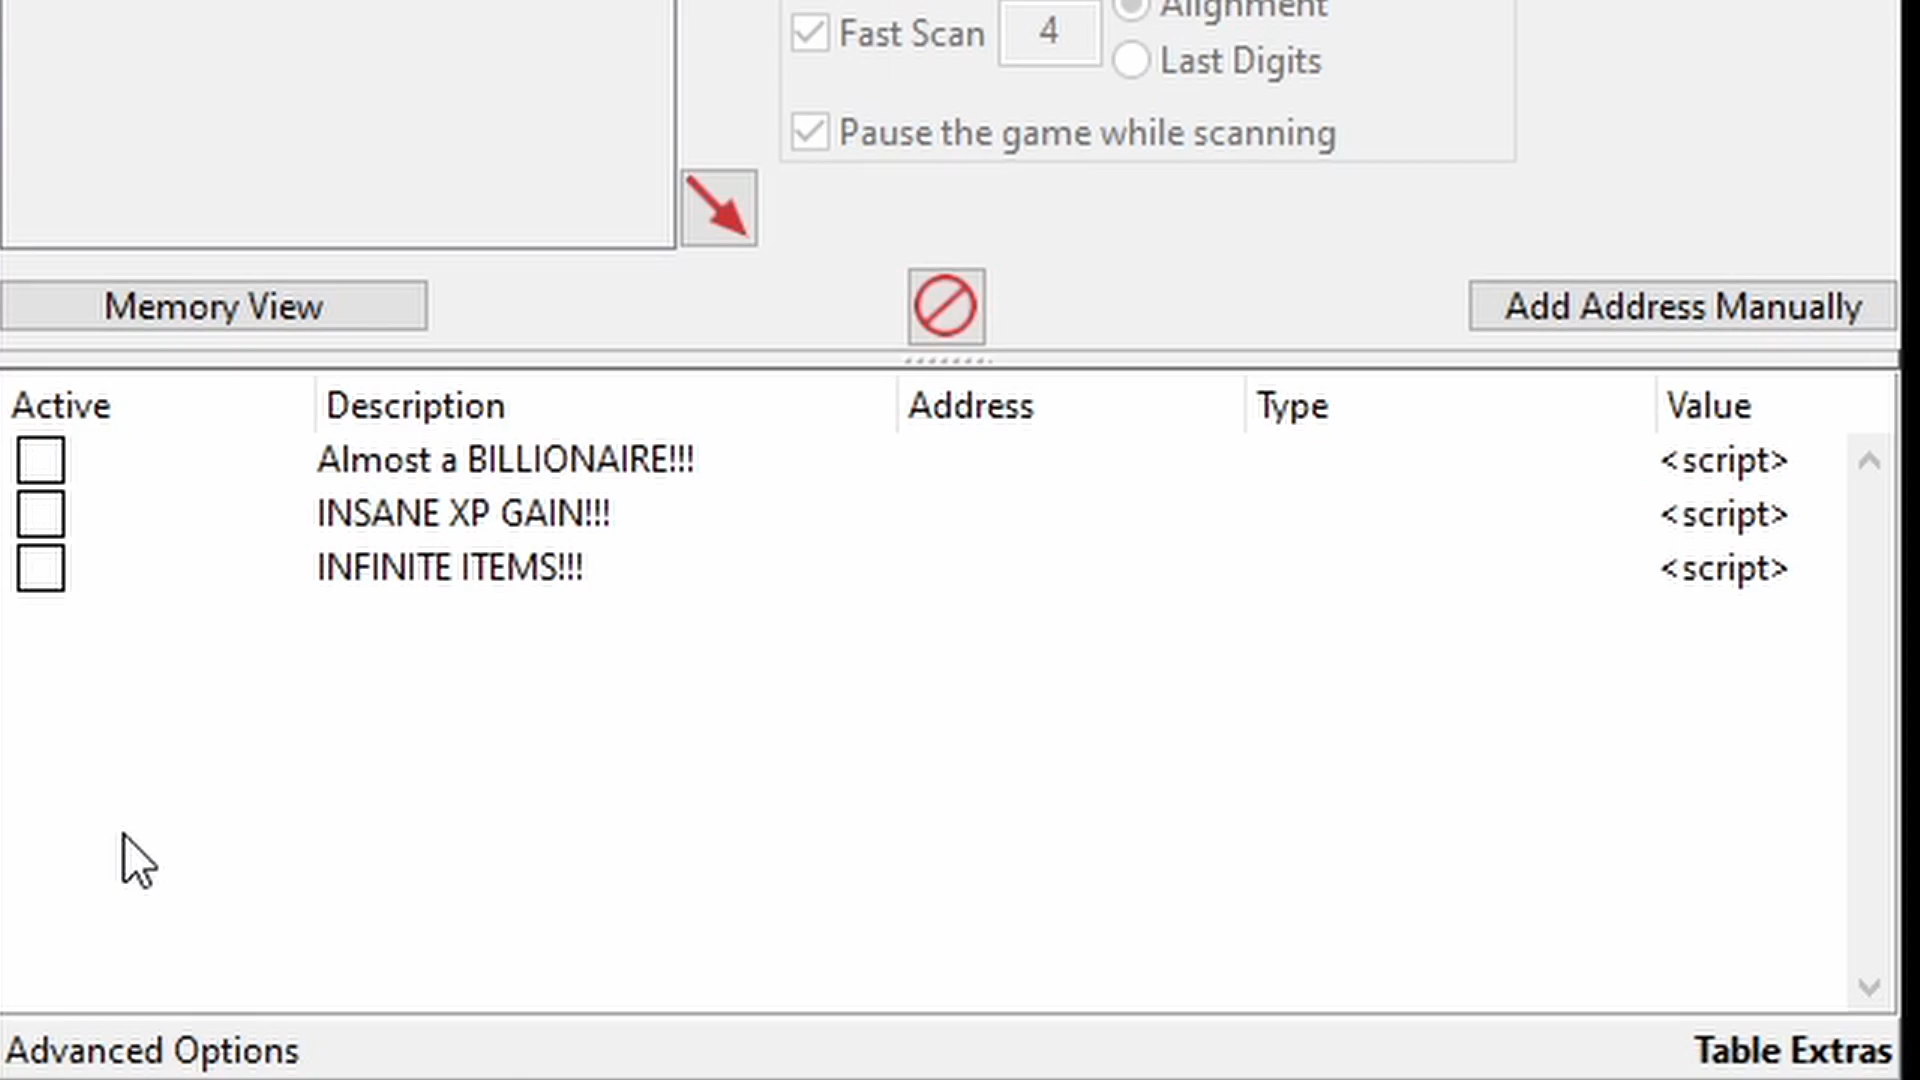 Alignment
Fast Scan 4
Last Digits
Pause the game while scanning
Memory View
Add Address Manually
Active Description Address Type Value
Almost a BILLIONAIRE!!! <script>
INSANE XP GAIN!!! <script>
INFINITE ITEMS!!! <script>
Advanced Options
Table Extras